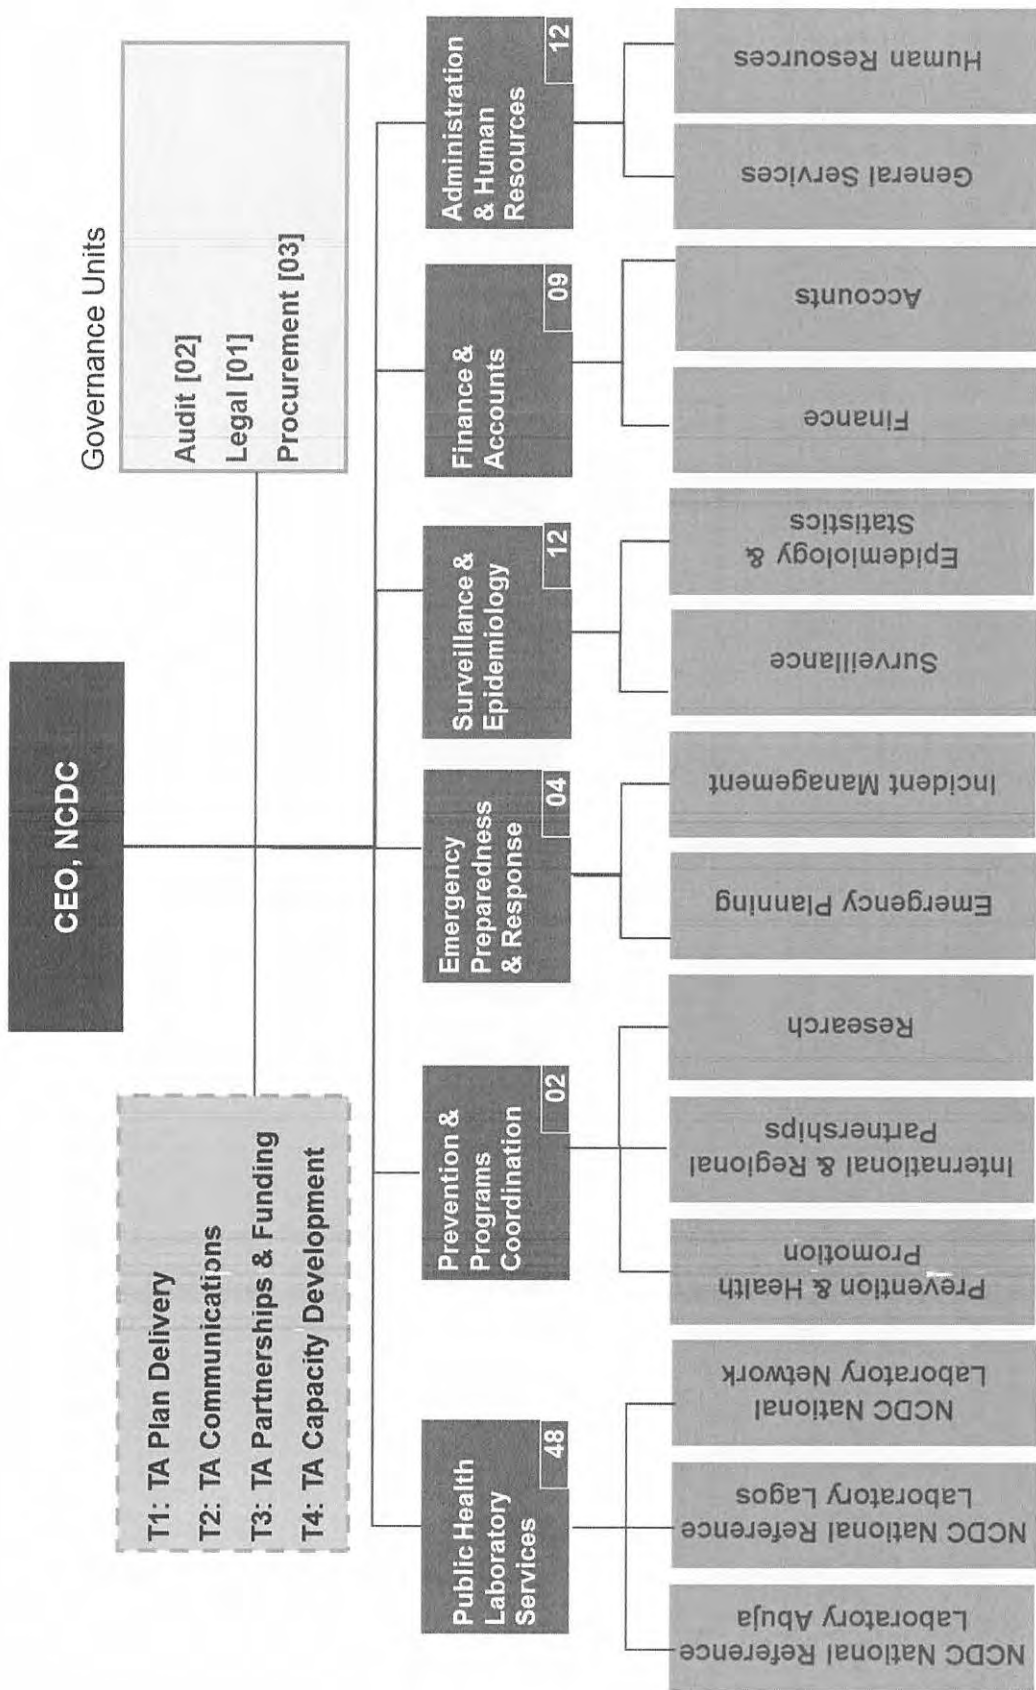 CEO, NCDC
T1: TA Plan Delivery
T2: TA Communications
T3: TA Partnerships & Funding
T4: TA Capacity Development
Governance Units
Audit [02]
Legal [01]
Procurement [03]
Public Health
Laboratory
Services
48
Prevention &
Programs
Coordination
02
Emergency
Preparedness
& Response
04
Surveillance &
Epidemiology
12
Finance &
Accounts
09
Administration
& Human
Resources
12
NCDC National Reference
Laboratory Abuja
NCDC National Reference
Laboratory Lagos
NCDC National
Laboratory Network
Prevention & Health
Promotion
International & Regional
Partnerships
Research
Emergency Planning
Incident Management
Surveillance
Epidemiology &
Statistics
Finance
Accounts
General Services
Human Resources